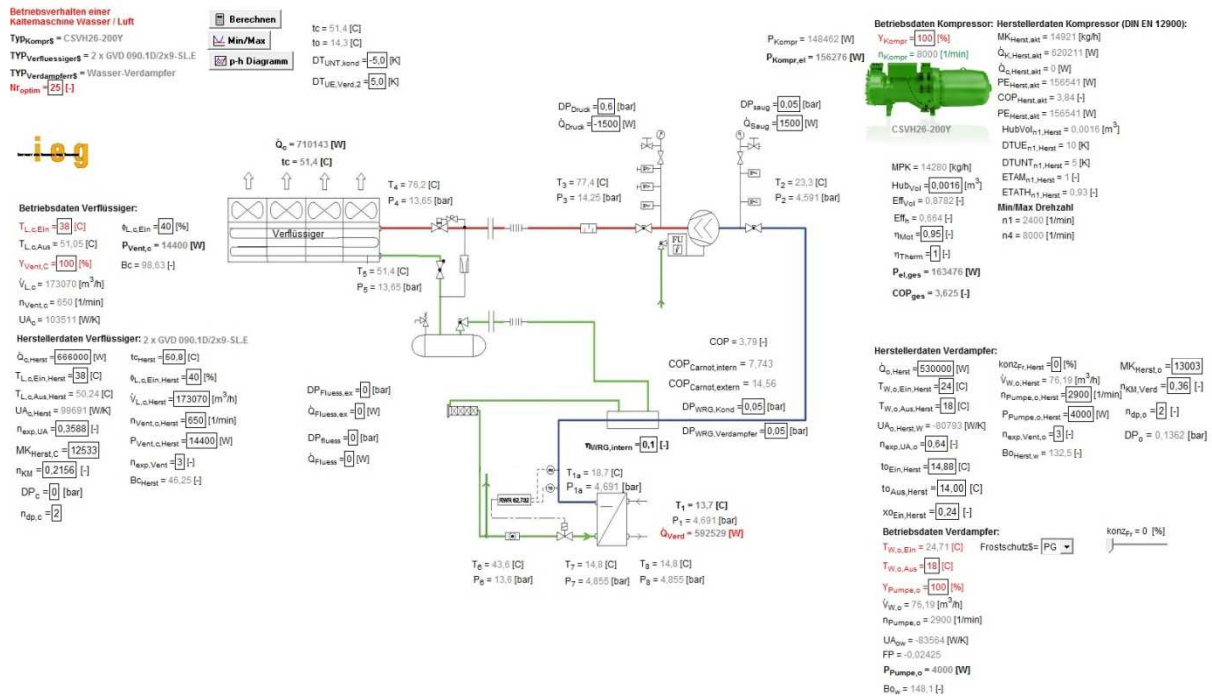 Betriebsverhalten einer
Kältemaschine Wasser / Luft
TYPKompr$ = CSVH26-200Y
TYPVerfluessiger$ = 2 x GVD 090.1D/2x9-SL.E
TYPVerdampferr$ = Wasser-Verdampfer
Nroptim = 25 [-]
Berechnen
Min/Max
p-h Diagramm
tc = 51,4 [C]
to = 14,3 [C]
DTUNT,kond = -5,0 [K]
DTUE,Verd,2 = 5,0 [K]
ieg
Q̇c = 710143 [W]
tc = 51,4 [C]
Verflüssiger
Betriebsdaten Verflüssiger:
TL,c,Ein = 38 [C]
ϕL,c,Ein = 40 [%]
TL,c,Aus = 51,05 [C]
PVent,c = 14400 [W]
YVent,C = 100 [%]
Bc = 98,63 [-]
V̇L,c = 173070 [m³/h]
nVent,c = 650 [1/min]
UAc = 103511 [W/K]
Herstellerdaten Verflüssiger: 2 x GVD 090.1D/2x9-SL.E
Q̇c,Herst = 666000 [W]
tcHerst = 50,8 [C]
TL,c,Ein,Herst = 38 [C]
ϕL,c,Ein,Herst = 40 [%]
TL,c,Aus,Herst = 50,24 [C]
V̇L,c,Herst = 173070 [m³/h]
UAc,Herst = 99691 [W/K]
nVent,c,Herst = 650 [1/min]
nexp,UA = 0,3588 [-]
PVent,c,Herst = 14400 [W]
MKHerst,C = 12533
nexp,Vent = 3 [-]
nKM = 0,2156 [-]
BcHerst = 46,25 [-]
DPc = 0 [bar]
ndp,c = 2
T4 = 76,2 [C]
P4 = 13,65 [bar]
T5 = 51,4 [C]
P5 = 13,65 [bar]
DPDruck = 0,6 [bar]
Q̇Druck = -1500 [W]
T3 = 77,4 [C]
P3 = 14,25 [bar]
DPsaug = 0,05 [bar]
Q̇Saug = 1500 [W]
T2 = 23,3 [C]
P2 = 4,591 [bar]
FU
f
DPFluess,ex = 0 [bar]
Q̇Fluess,ex = 0 [W]
DPfluess = 0 [bar]
Q̇Fluess = 0 [W]
COP = 3,79 [-]
COPCarnot,intern = 7,743
COPCarnot,extern = 14,56
DPWRG,Kond = 0,05 [bar]
DPWRG,Verdampfer = 0,05 [bar]
ηWRG,intern = 0,1 [-]
T1a = 18,7 [C]
P1a = 4,691 [bar]
RWR 62,732
T1 = 13,7 [C]
P1 = 4,691 [bar]
Q̇Verd = 592529 [W]
T6 = 43,6 [C]
P6 = 13,6 [bar]
T7 = 14,8 [C]
P7 = 4,855 [bar]
T8 = 14,8 [C]
P8 = 4,855 [bar]
PKompr = 148462 [W]
PKompr,el = 156276 [W]
Betriebsdaten Kompressor:
YKompr = 100 [%]
nKompr = 8000 [1/min]
CSVH26-200Y
MPK = 14280 [kg/h]
HubVol = 0,0016 [m³]
EffVol = 0,8782 [-]
Effh = 0,664 [-]
ηMot = 0,95 [-]
ηTherm = 1 [-]
Pel,ges = 163476 [W]
COPges = 3,625 [-]
Herstellerdaten Kompressor (DIN EN 12900):
MKHerst,akt = 14921 [kg/h]
Q̇K,Herst,akt = 620211 [W]
Q̇c,Herst,akt = 0 [W]
PEHerst,akt = 156541 [W]
COPHerst,akt = 3,84 [-]
PEHerst,akt = 156541 [W]
HubVoln1,Herst = 0,0016 [m³]
DTUEn1,Herst = 10 [K]
DTUNTn1,Herst = 5 [K]
ETAMn1,Herst = 1 [-]
ETATHn1,Herst = 0,93 [-]
Min/Max Drehzahl
n1 = 2400 [1/min]
n4 = 8000 [1/min]
Herstellerdaten Verdampfer:
Q̇o,Herst = 530000 [W]
TW,o,Ein,Herst = 24 [C]
TW,o,Aus,Herst = 18 [C]
UAo,Herst,W = -80793 [W/K]
nexp,UA,o = 0,64 [-]
toEin,Herst = 14,88 [C]
toAus,Herst = 14,00 [C]
xoEin,Herst = 0,24 [-]
konzFr,Herst = 0 [%]
V̇W,o,Herst = 76,19 [m³/h]
nPumpe,o,Herst = 2900 [1/min]
PPumpe,o,Herst = 4000 [W]
nexp,Vent,o = 3 [-]
BoHerst,w = 132,5 [-]
MKHerst,o = 13003
nKM,Verd = 0,36 [-]
ndp,o = 2 [-]
DPo = 0,1362 [bar]
Betriebsdaten Verdampfer:
TW,o,Ein = 24,71 [C]
Frostschutz$= PG
konzFr = 0 [%]
TW,o,Aus = 18 [C]
YPumpe,o = 100 [%]
V̇W,o = 76,19 [m³/h]
nPumpe,o = 2900 [1/min]
UAow = -83564 [W/K]
FP = -0,02425
PPumpe,o = 4000 [W]
Bow = 148,1 [-]